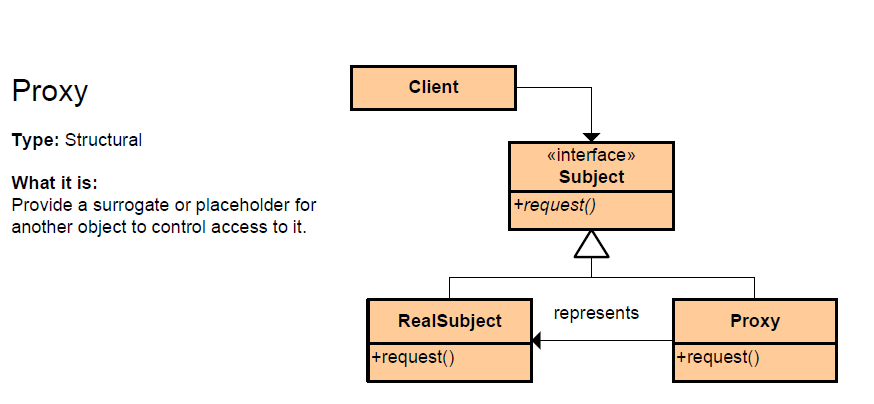 Proxy
Type: Structural
What it is:
Provide a surrogate or placeholder for
another object to control access to it.
Client
«interface»
Subject
+request()
RealSubject
+request()
represents
Proxy
+request()